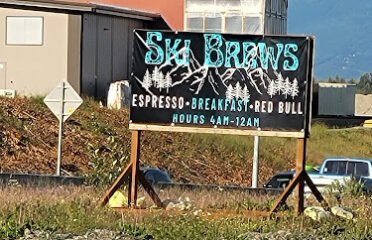 SKI BREWS
ESPRESSO•BREAKFAST•RED BULL
HOURS 4AM-12AM